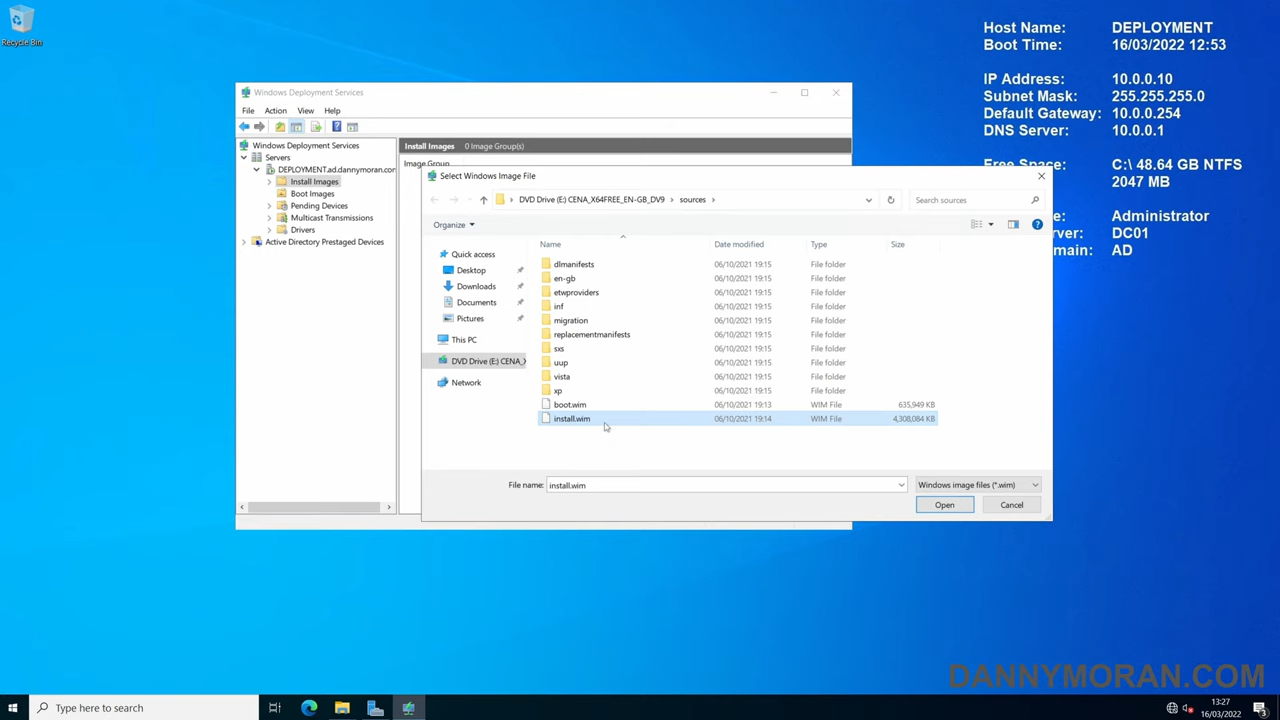 Recycle Bin
Host Name: DEPLOYMENT
Boot Time: 16/03/2022 12:53
IP Address: 10.0.0.10
Subnet Mask: 255.255.255.0
Default Gateway: 10.0.0.254
DNS Server: 10.0.0.1
Free Space: C:\ 48.64 GB NTFS
2047 MB
e: Administrator
ver: DC01
main: AD
Windows Deployment Services
File Action View Help
Windows Deployment Services
Servers
DEPLOYMENT.ad.dannymoran.com
Install Images
Boot Images
Pending Devices
Multicast Transmissions
Drivers
Active Directory Prestaged Devices
Install Images 0 Image Group(s)
Image Group
Select Windows Image File
DVD Drive (E:) CENA_X64FREE_EN-GB_DV9 sources
Search sources
Organize
Quick access
Desktop
Downloads
Documents
Pictures
This PC
DVD Drive (E:) CENA_X
Network
Name Date modified Type Size
dlmanifests 06/10/2021 19:15 File folder
en-gb 06/10/2021 19:15 File folder
etwproviders 06/10/2021 19:15 File folder
inf 06/10/2021 19:15 File folder
migration 06/10/2021 19:15 File folder
replacementmanifests 06/10/2021 19:15 File folder
sxs 06/10/2021 19:15 File folder
uup 06/10/2021 19:15 File folder
vista 06/10/2021 19:15 File folder
xp 06/10/2021 19:15 File folder
boot.wim 06/10/2021 19:13 WIM File 635,949 KB
install.wim 06/10/2021 19:14 WIM File 4,308,084 KB
File name: install.wim
Windows image files (*.wim)
Open Cancel
DANNYMORAN.COM
Type here to search
13:27
16/03/2022
3